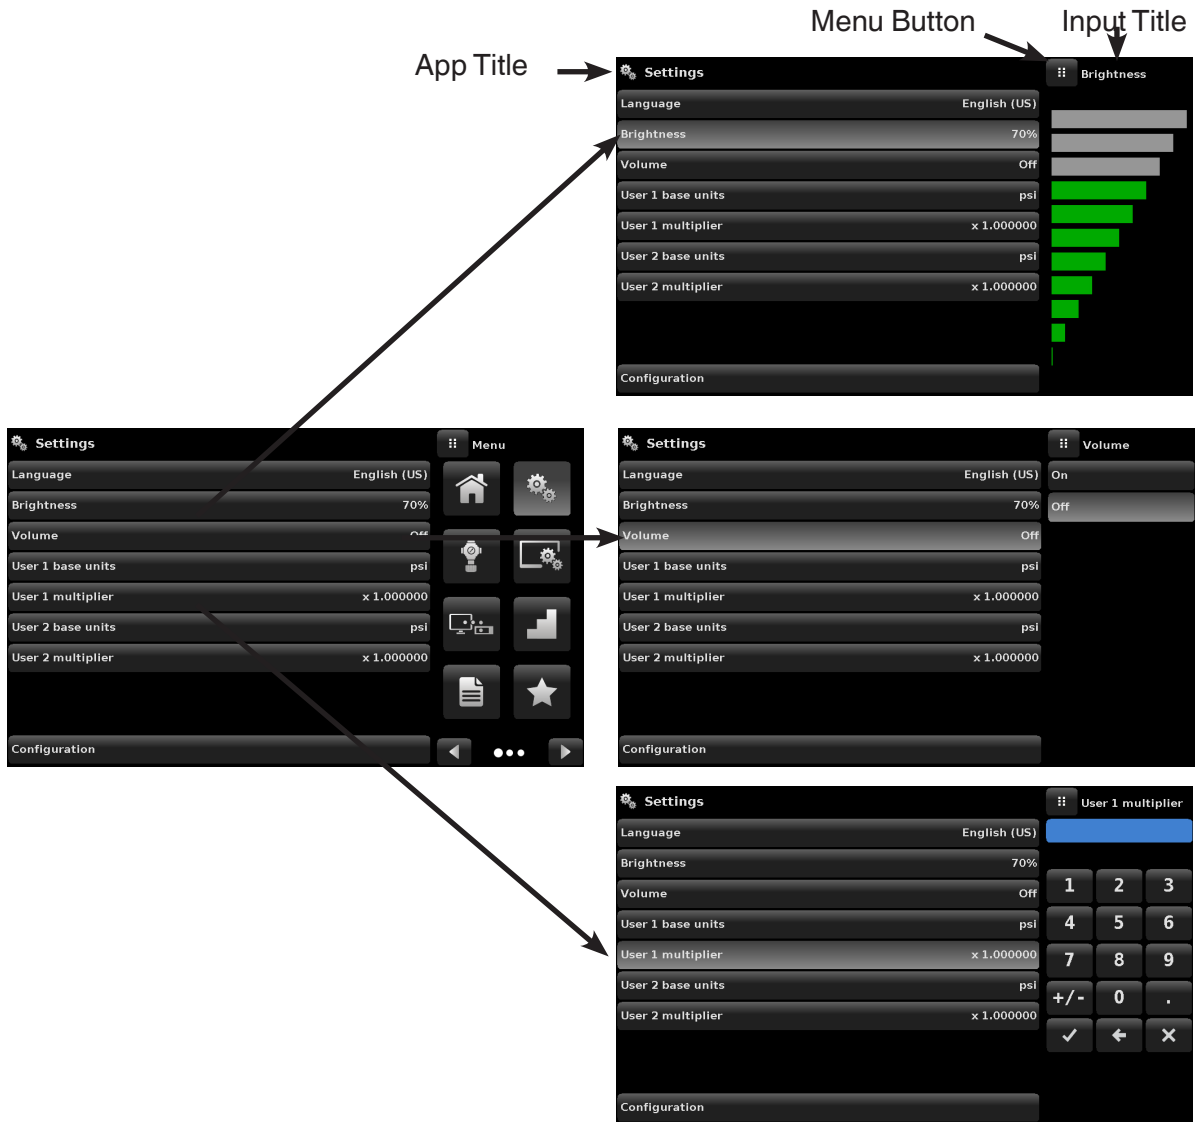 Menu Button
Input Title
App Title
Settings
Brightness
Language English (US)
Brightness 70%
Volume Off
User 1 base units psi
User 1 multiplier x 1.000000
User 2 base units psi
User 2 multiplier x 1.000000
Configuration
Settings
Menu
Language English (US)
Brightness 70%
Volume Off
User 1 base units psi
User 1 multiplier x 1.000000
User 2 base units psi
User 2 multiplier x 1.000000
Configuration
Settings
Volume
Language English (US)
On
Brightness 70%
Off
Volume Off
User 1 base units psi
User 1 multiplier x 1.000000
User 2 base units psi
User 2 multiplier x 1.000000
Configuration
Settings
User 1 multiplier
Language English (US)
Brightness 70%
Volume Off
User 1 base units psi
User 1 multiplier x 1.000000
User 2 base units psi
User 2 multiplier x 1.000000
Configuration
1 2 3
4 5 6
7 8 9
+/- 0 .